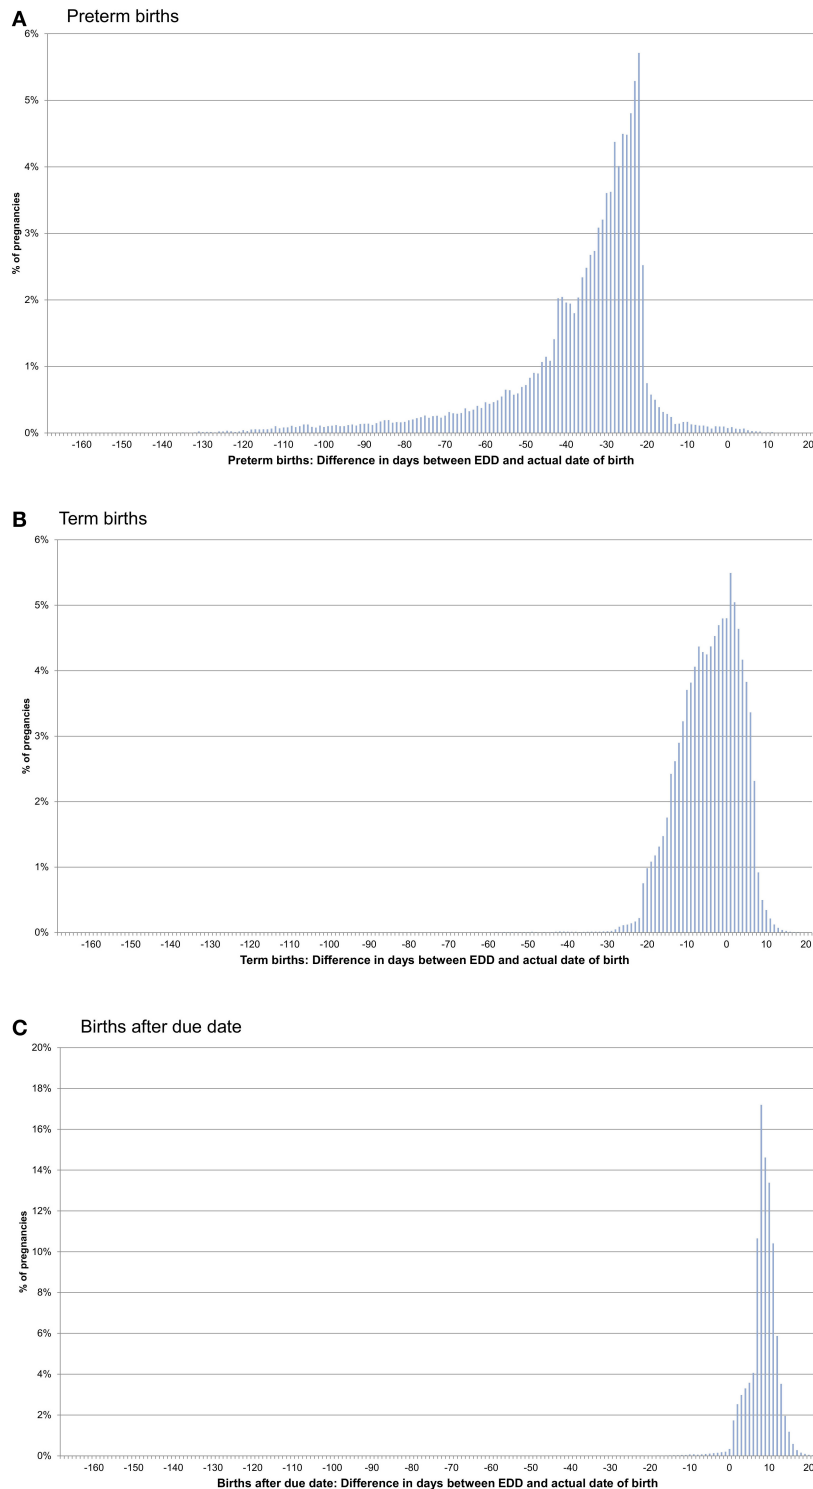 A Preterm births
6%
5%
4%
3%
2%
1%
0%
% of pregnancies
-160 -150 -140 -130 -120 -110 -100 -90 -80 -70 -60 -50 -40 -30 -20 -10 0 10 20
Preterm births: Difference in days between EDD and actual date of birth
B Term births
6%
5%
4%
3%
2%
1%
0%
% of pregancies
-160 -150 -140 -130 -120 -110 -100 -90 -80 -70 -60 -50 -40 -30 -20 -10 0 10 20
Term births: Difference in days between EDD and actual date of birth
C Births after due date
20%
18%
16%
14%
12%
10%
8%
6%
4%
2%
0%
% of pregnancies
-160 -150 -140 -130 -120 -110 -100 -90 -80 -70 -60 -50 -40 -30 -20 -10 0 10 20
Births after due date: Difference in days between EDD and actual date of birth